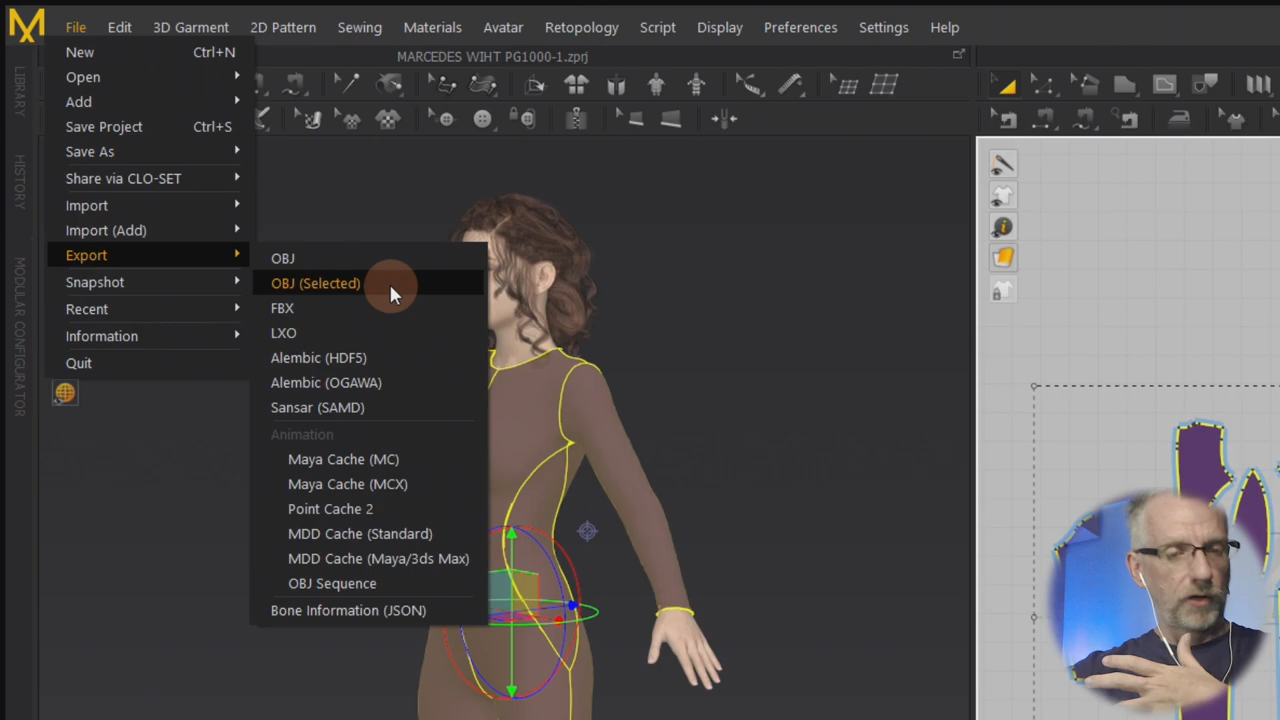 File Edit 3D Garment 2D Pattern Sewing Materials Avatar Retopology Script Display Preferences Settings Help
MARCEDES WIHT PG1000-1.zprj
New Ctrl+N
Open
Add
Save Project Ctrl+S
Save As
Share via CLO-SET
Import
Import (Add)
Export
Snapshot
Recent
Information
Quit
OBJ
OBJ (Selected)
FBX
LXO
Alembic (HDF5)
Alembic (OGAWA)
Sansar (SAMD)
Animation
Maya Cache (MC)
Maya Cache (MCX)
Point Cache 2
MDD Cache (Standard)
MDD Cache (Maya/3ds Max)
OBJ Sequence
Bone Information (JSON)
LIBRARY
HISTORY
MODULAR CONFIGURATOR